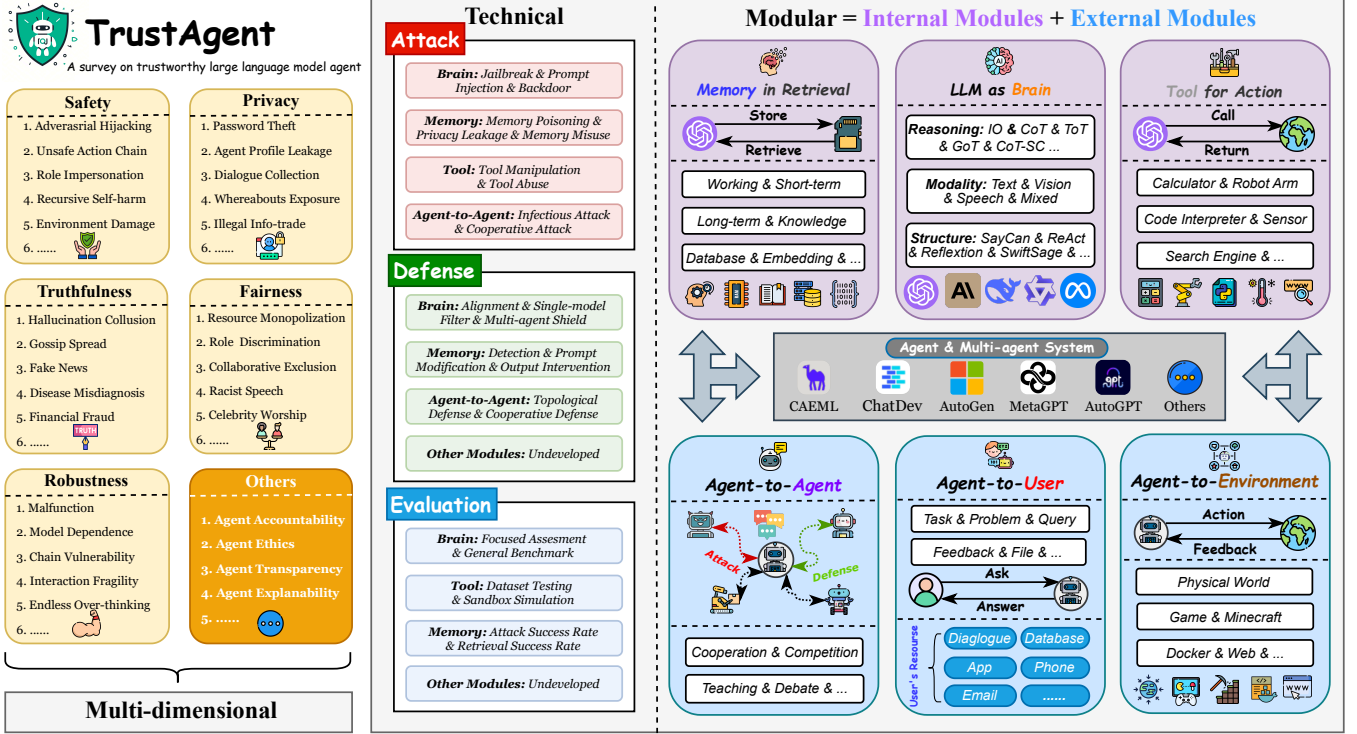 TrustAgent
A survey on trustworthy large language model agent
Safety
1. Adverasrial Hijacking
2. Unsafe Action Chain
3. Role Impersonation
4. Recursive Self-harm
5. Environment Damage
6. ......
Privacy
1. Password Theft
2. Agent Profile Leakage
3. Dialogue Collection
4. Whereabouts Exposure
5. Illegal Info-trade
6. ......
Truthfulness
1. Hallucination Collusion
2. Gossip Spread
3. Fake News
4. Disease Misdiagnosis
5. Financial Fraud
6. ......
TRUTH
Fairness
1. Resource Monopolization
2. Role Discrimination
3. Collaborative Exclusion
4. Racist Speech
5. Celebrity Worship
6. ......
Robustness
1. Malfunction
2. Model Dependence
3. Chain Vulnerability
4. Interaction Fragility
5. Endless Over-thinking
6. ......
Others
1. Agent Accountability
2. Agent Ethics
3. Agent Transparency
4. Agent Explanability
5. ......
Multi-dimensional
Technical
Attack
Brain: Jailbreak & Prompt
Injection & Backdoor
Memory: Memory Poisoning &
Privacy Leakage & Memory Misuse
Tool: Tool Manipulation
& Tool Abuse
Agent-to-Agent: Infectious Attack
& Cooperative Attack
Defense
Brain: Alignment & Single-model
Filter & Multi-agent Shield
Memory: Detection & Prompt
Modification & Output Intervention
Agent-to-Agent: Topological
Defense & Cooperative Defense
Other Modules: Undeveloped
Evaluation
Brain: Focused Assesment
& General Benchmark
Tool: Dataset Testing
& Sandbox Simulation
Memory: Attack Success Rate
& Retrieval Success Rate
Other Modules: Undeveloped
Modular = Internal Modules + External Modules
Memory in Retrieval
Store
Retrieve
Working & Short-term
Long-term & Knowledge
Database & Embedding & ...
AI
LLM as Brain
Reasoning: IO & CoT & ToT
& GoT & CoT-SC ...
Modality: Text & Vision
& Speech & Mixed
Structure: SayCan & ReAct
& Reflextion & SwiftSage & ...
Tool for Action
Call
Return
Calculator & Robot Arm
Code Interpreter & Sensor
Search Engine & ...
www
Agent & Multi-agent System
CAEML
ChatDev
AutoGen
MetaGPT
gpt
AutoGPT
Others
Agent-to-Agent
Attack
Defense
Cooperation & Competition
Teaching & Debate & ...
Agent-to-User
Task & Problem & Query
Feedback & File & ...
Ask
Answer
User's Resourse
Diaglogue
Database
App
Phone
Email
......
Agent-to-Environment
Action
Feedback
Physical World
Game & Minecraft
Docker & Web & ...
www